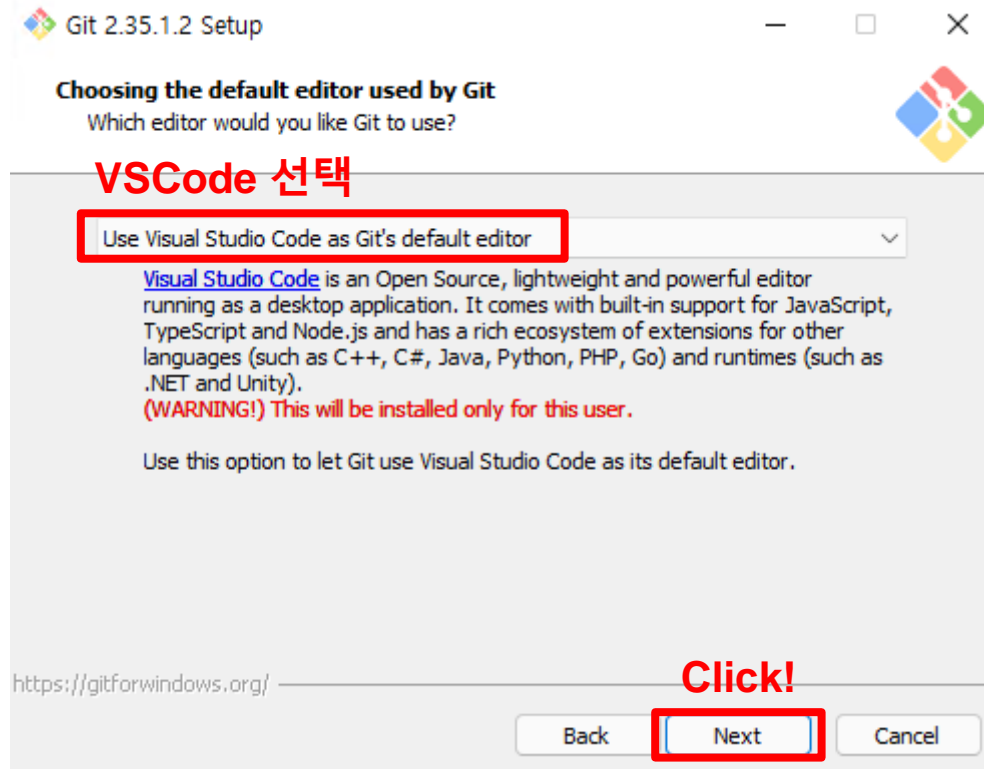 Git 2.35.1.2 Setup
Choosing the default editor used by Git
Which editor would you like Git to use?
VSCode 선택
Use Visual Studio Code as Git's default editor
Visual Studio Code is an Open Source, lightweight and powerful editor
running as a desktop application. It comes with built-in support for JavaScript,
TypeScript and Node.js and has a rich ecosystem of extensions for other
languages (such as C++, C#, Java, Python, PHP, Go) and runtimes (such as
.NET and Unity).
(WARNING!) This will be installed only for this user.
Use this option to let Git use Visual Studio Code as its default editor.
Click!
https://gitforwindows.org/
Back Next Cancel